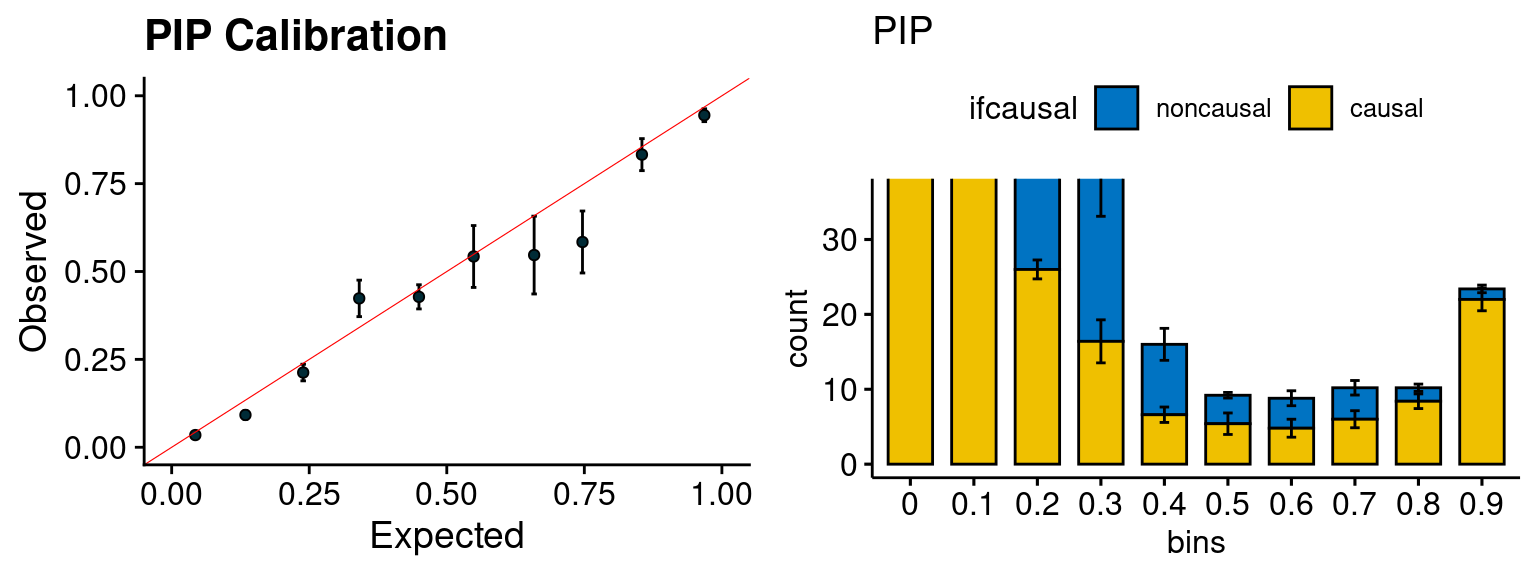 PIP Calibration
1.00
0.75
0.50
0.25
0.00
Observed
0.00 0.25 0.50 0.75 1.00
Expected
PIP
ifcausal noncausal causal
30
20
10
0
count
0 0.1 0.2 0.3 0.4 0.5 0.6 0.7 0.8 0.9
bins